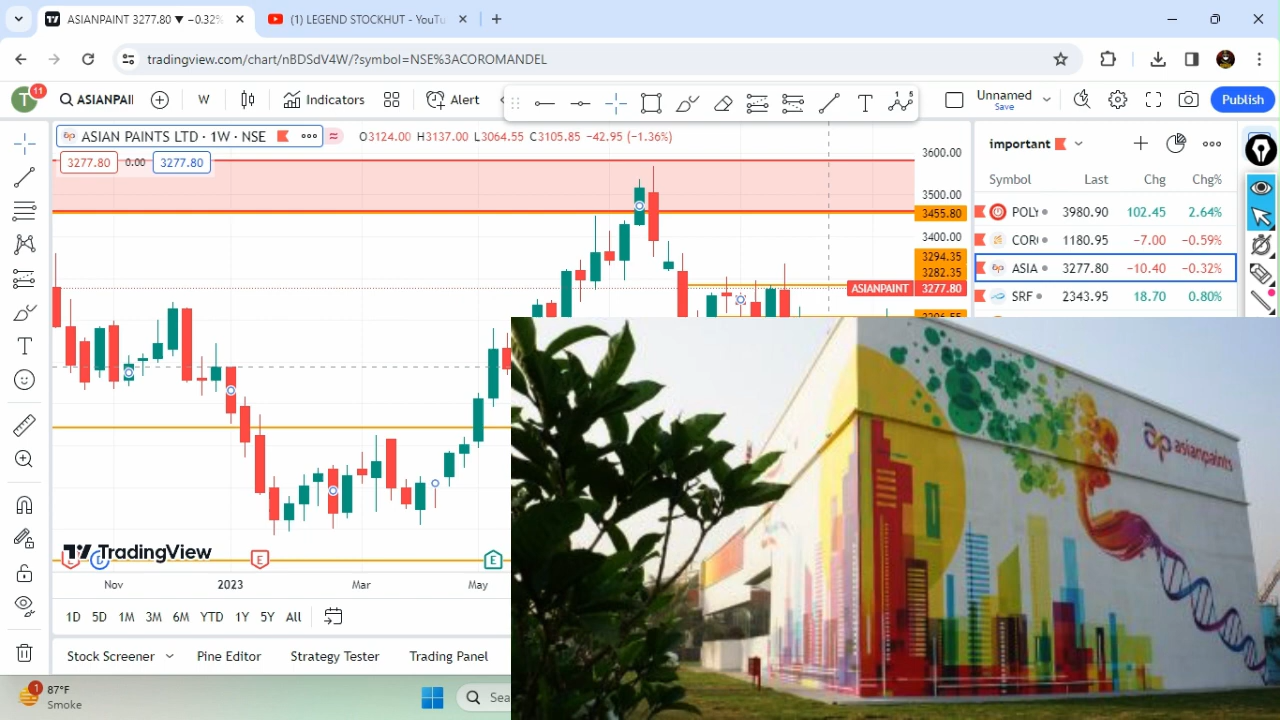 ASIANPAINT 3277.80 ▼ −0.32%
(1) LEGEND STOCKHUT - YouTu
tradingview.com/chart/nBDSdV4W/?symbol=NSE%3ACOROMANDEL
T
11
ASIANPAI
W
Indicators
Alert
Unnamed
Save
Publish
ASIAN PAINTS LTD · 1W · NSE
O3124.00 H3137.00 L3064.55 C3105.85 −42.95 (−1.36%)
3277.80
0.00
3277.80
3600.00
3500.00
3455.80
3400.00
3294.35
3282.35
ASIANPAINT 3277.80
important
Symbol Last Chg Chg%
POLY 3980.90 102.45 2.64%
COR 1180.95 −7.00 −0.59%
ASIA 3277.80 −10.40 −0.32%
SRF 2343.95 18.70 0.80%
ap asianpaints
TradingView
E
E
E
Nov 2023 Mar May
1D 5D 1M 3M 6M YTD 1Y 5Y All
Stock Screener Pine Editor Strategy Tester Trading Panel
1
87°F
Smoke
Sea